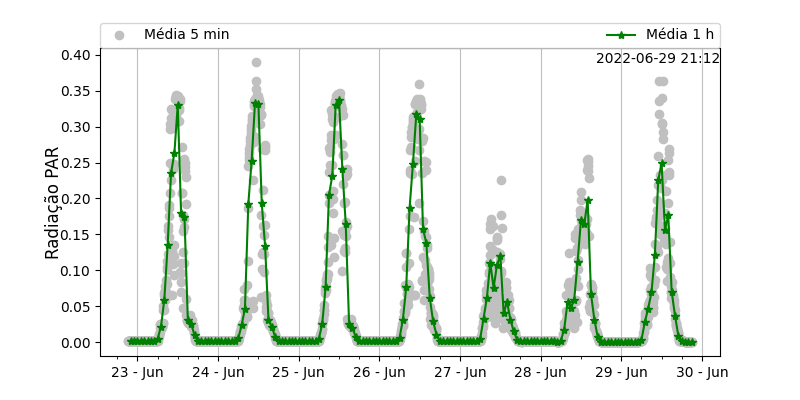 Média 5 min
Média 1 h
2022-06-29 21:12
Radiação PAR
0.40
0.35
0.30
0.25
0.20
0.15
0.10
0.05
0.00
23 - Jun
24 - Jun
25 - Jun
26 - Jun
27 - Jun
28 - Jun
29 - Jun
30 - Jun